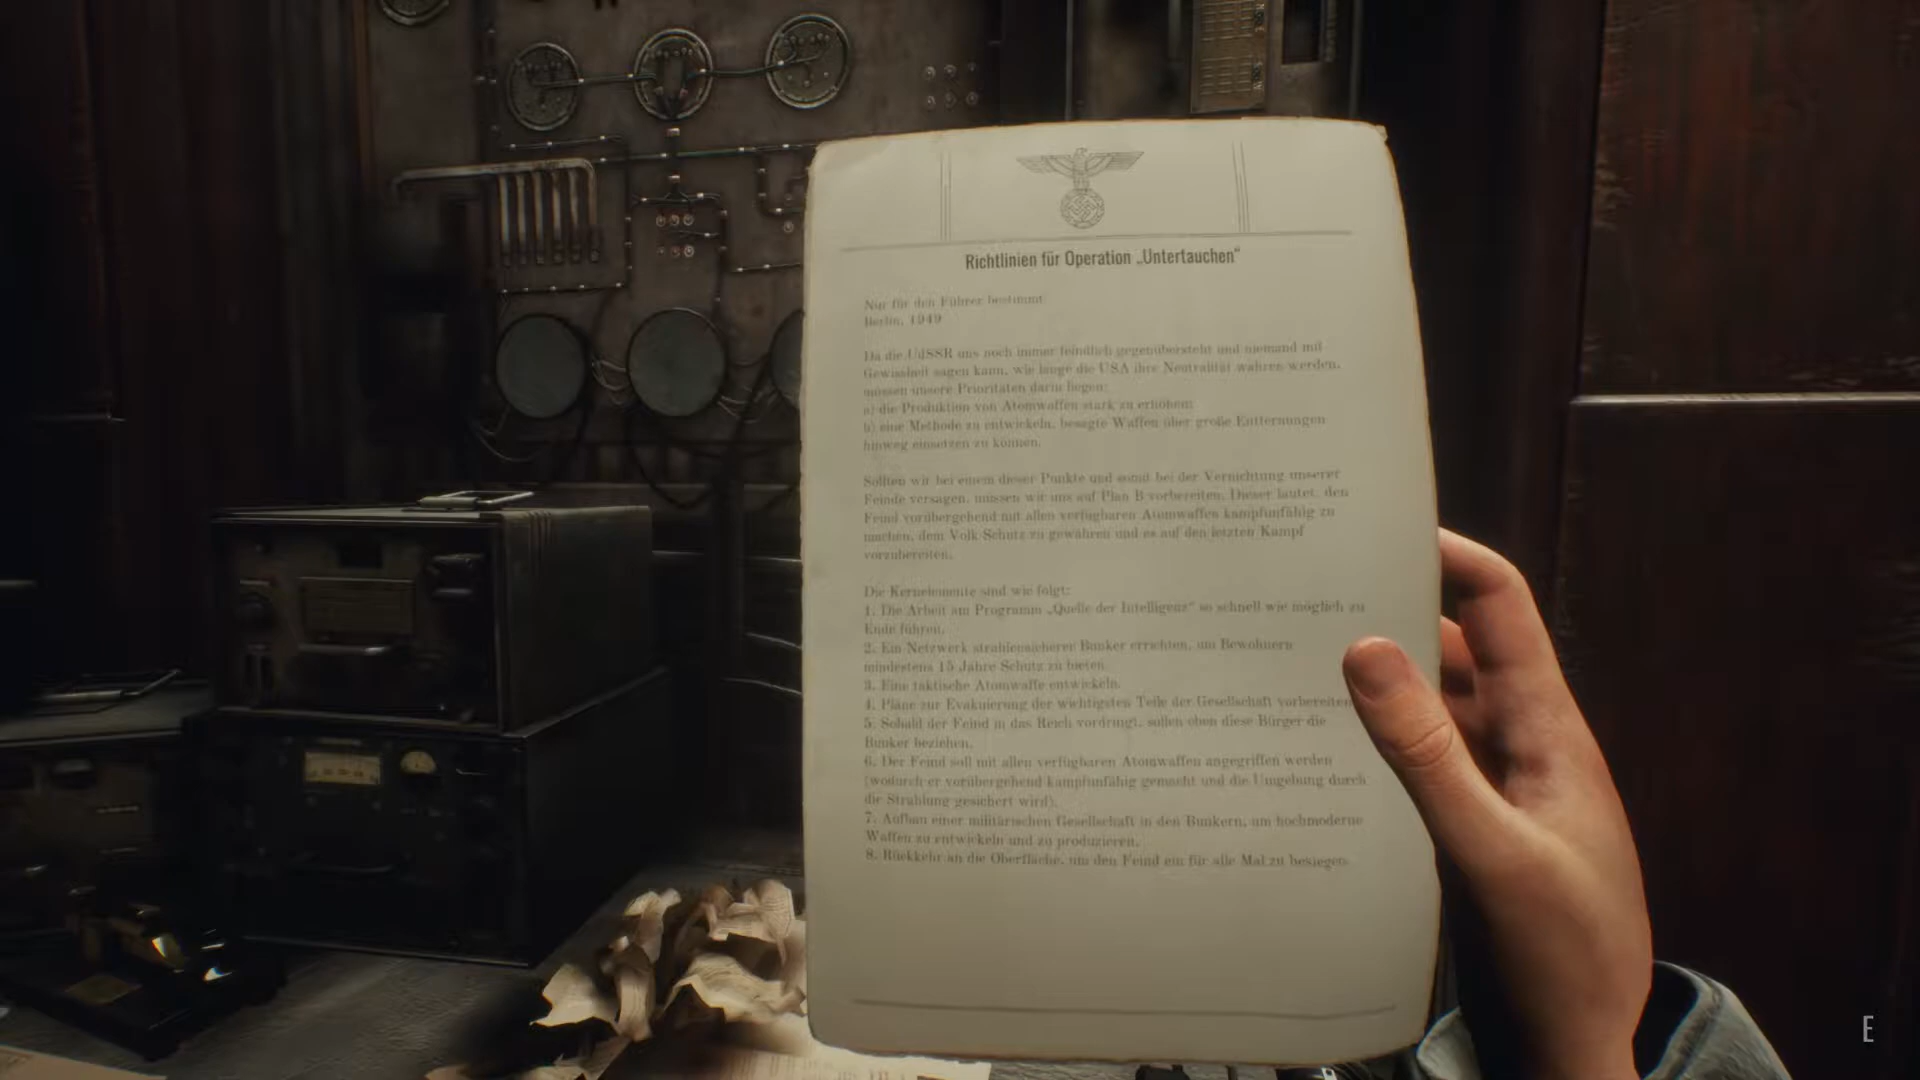 Richtlinien für Operation „Untertauchen“
Nur für den Führer bestimmt
Berlin, 1949
Da die UdSSR uns noch immer feindlich gegenübersteht und niemand mit
Gewissheit sagen kann, wie lange die USA ihre Neutralität wahren werden,
müssen unsere Prioritäten darin liegen:
a) die Produktion von Atomwaffen stark zu erhöhen;
b) eine Methode zu entwickeln, besagte Waffen über große Entfernungen
hinweg einsetzen zu können.
Sollten wir bei einem dieser Punkte und somit bei der Vernichtung unserer
Feinde versagen, müssen wir uns auf Plan B vorbereiten. Dieser lautet, den
Feind vorübergehend mit allen verfügbaren Atomwaffen kampfunfähig zu
machen, dem Volk Schutz zu gewähren und es auf den letzten Kampf
vorzubereiten.
Die Kernelemente sind wie folgt:
1. Die Arbeit am Programm „Quelle der Intelligenz“ so schnell wie möglich zu
Ende führen.
2. Ein Netzwerk strahlensicherer Bunker errichten, um Bewohnern
mindestens 15 Jahre Schutz zu bieten.
3. Eine taktische Atomwaffe entwickeln.
4. Pläne zur Evakuierung der wichtigsten Teile der Gesellschaft vorbereiten
5. Sobald der Feind in das Reich vordringt, sollen eben diese Bürger die
Bunker beziehen.
6. Der Feind soll mit allen verfügbaren Atomwaffen angegriffen werden
(wodurch er vorübergehend kampfunfähig gemacht und die Umgebung durch
die Strahlung gesichert wird).
7. Aufbau einer militärischen Gesellschaft in den Bunkern, um hochmoderne
Waffen zu entwickeln und zu produzieren.
8. Rückkehr an die Oberfläche, um den Feind ein für alle Mal zu besiegen.
E